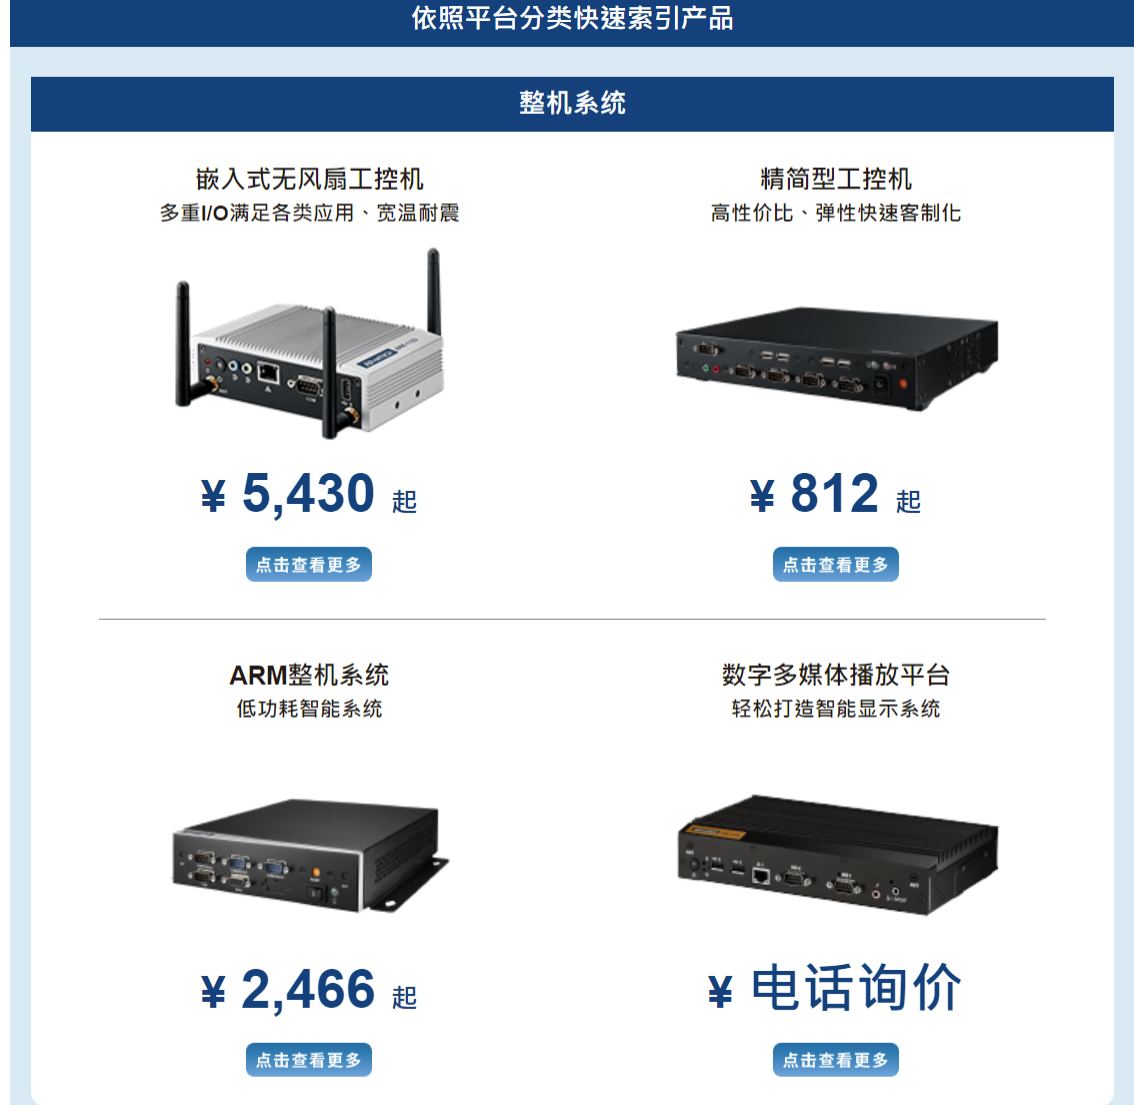 依照平台分类快速索引产品
整机系统
嵌入式无风扇工控机
多重I/O满足各类应用、宽温耐震
¥ 5,430 起
点击查看更多
精简型工控机
高性价比、弹性快速客制化
¥ 812 起
点击查看更多
ARM整机系统
低功耗智能系统
¥ 2,466 起
点击查看更多
数字多媒体播放平台
轻松打造智能显示系统
¥ 电话询价
点击查看更多